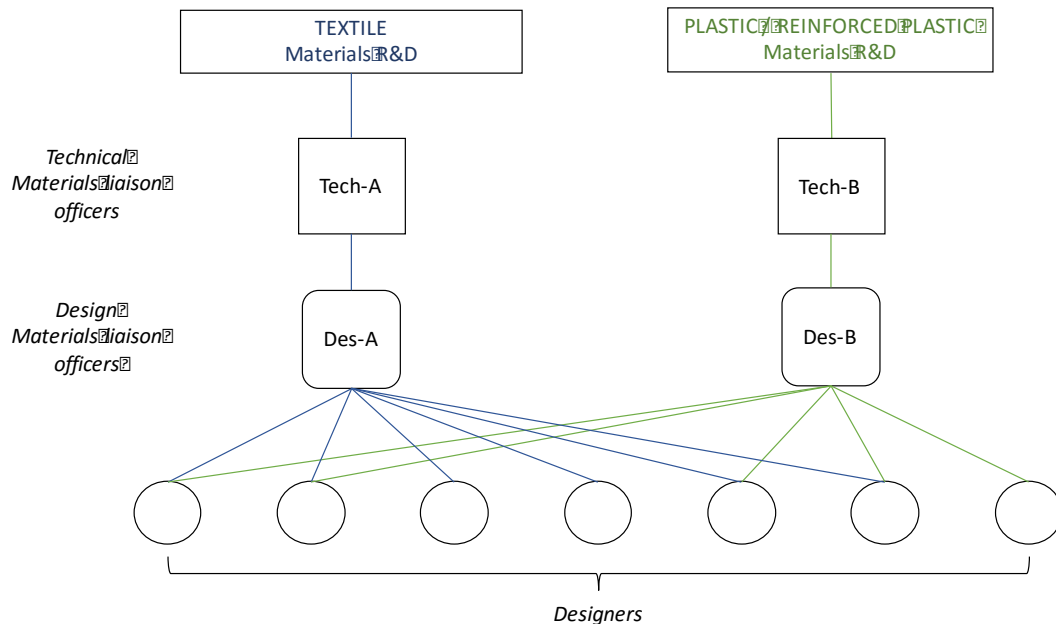 TEXTILE
Materials R&D
PLASTIC / REINFORCED PLASTIC
Materials R&D
Technical
Materials liaison
officers
Tech-A
Tech-B
Design
Materials liaison
officers
Des-A
Des-B
Designers